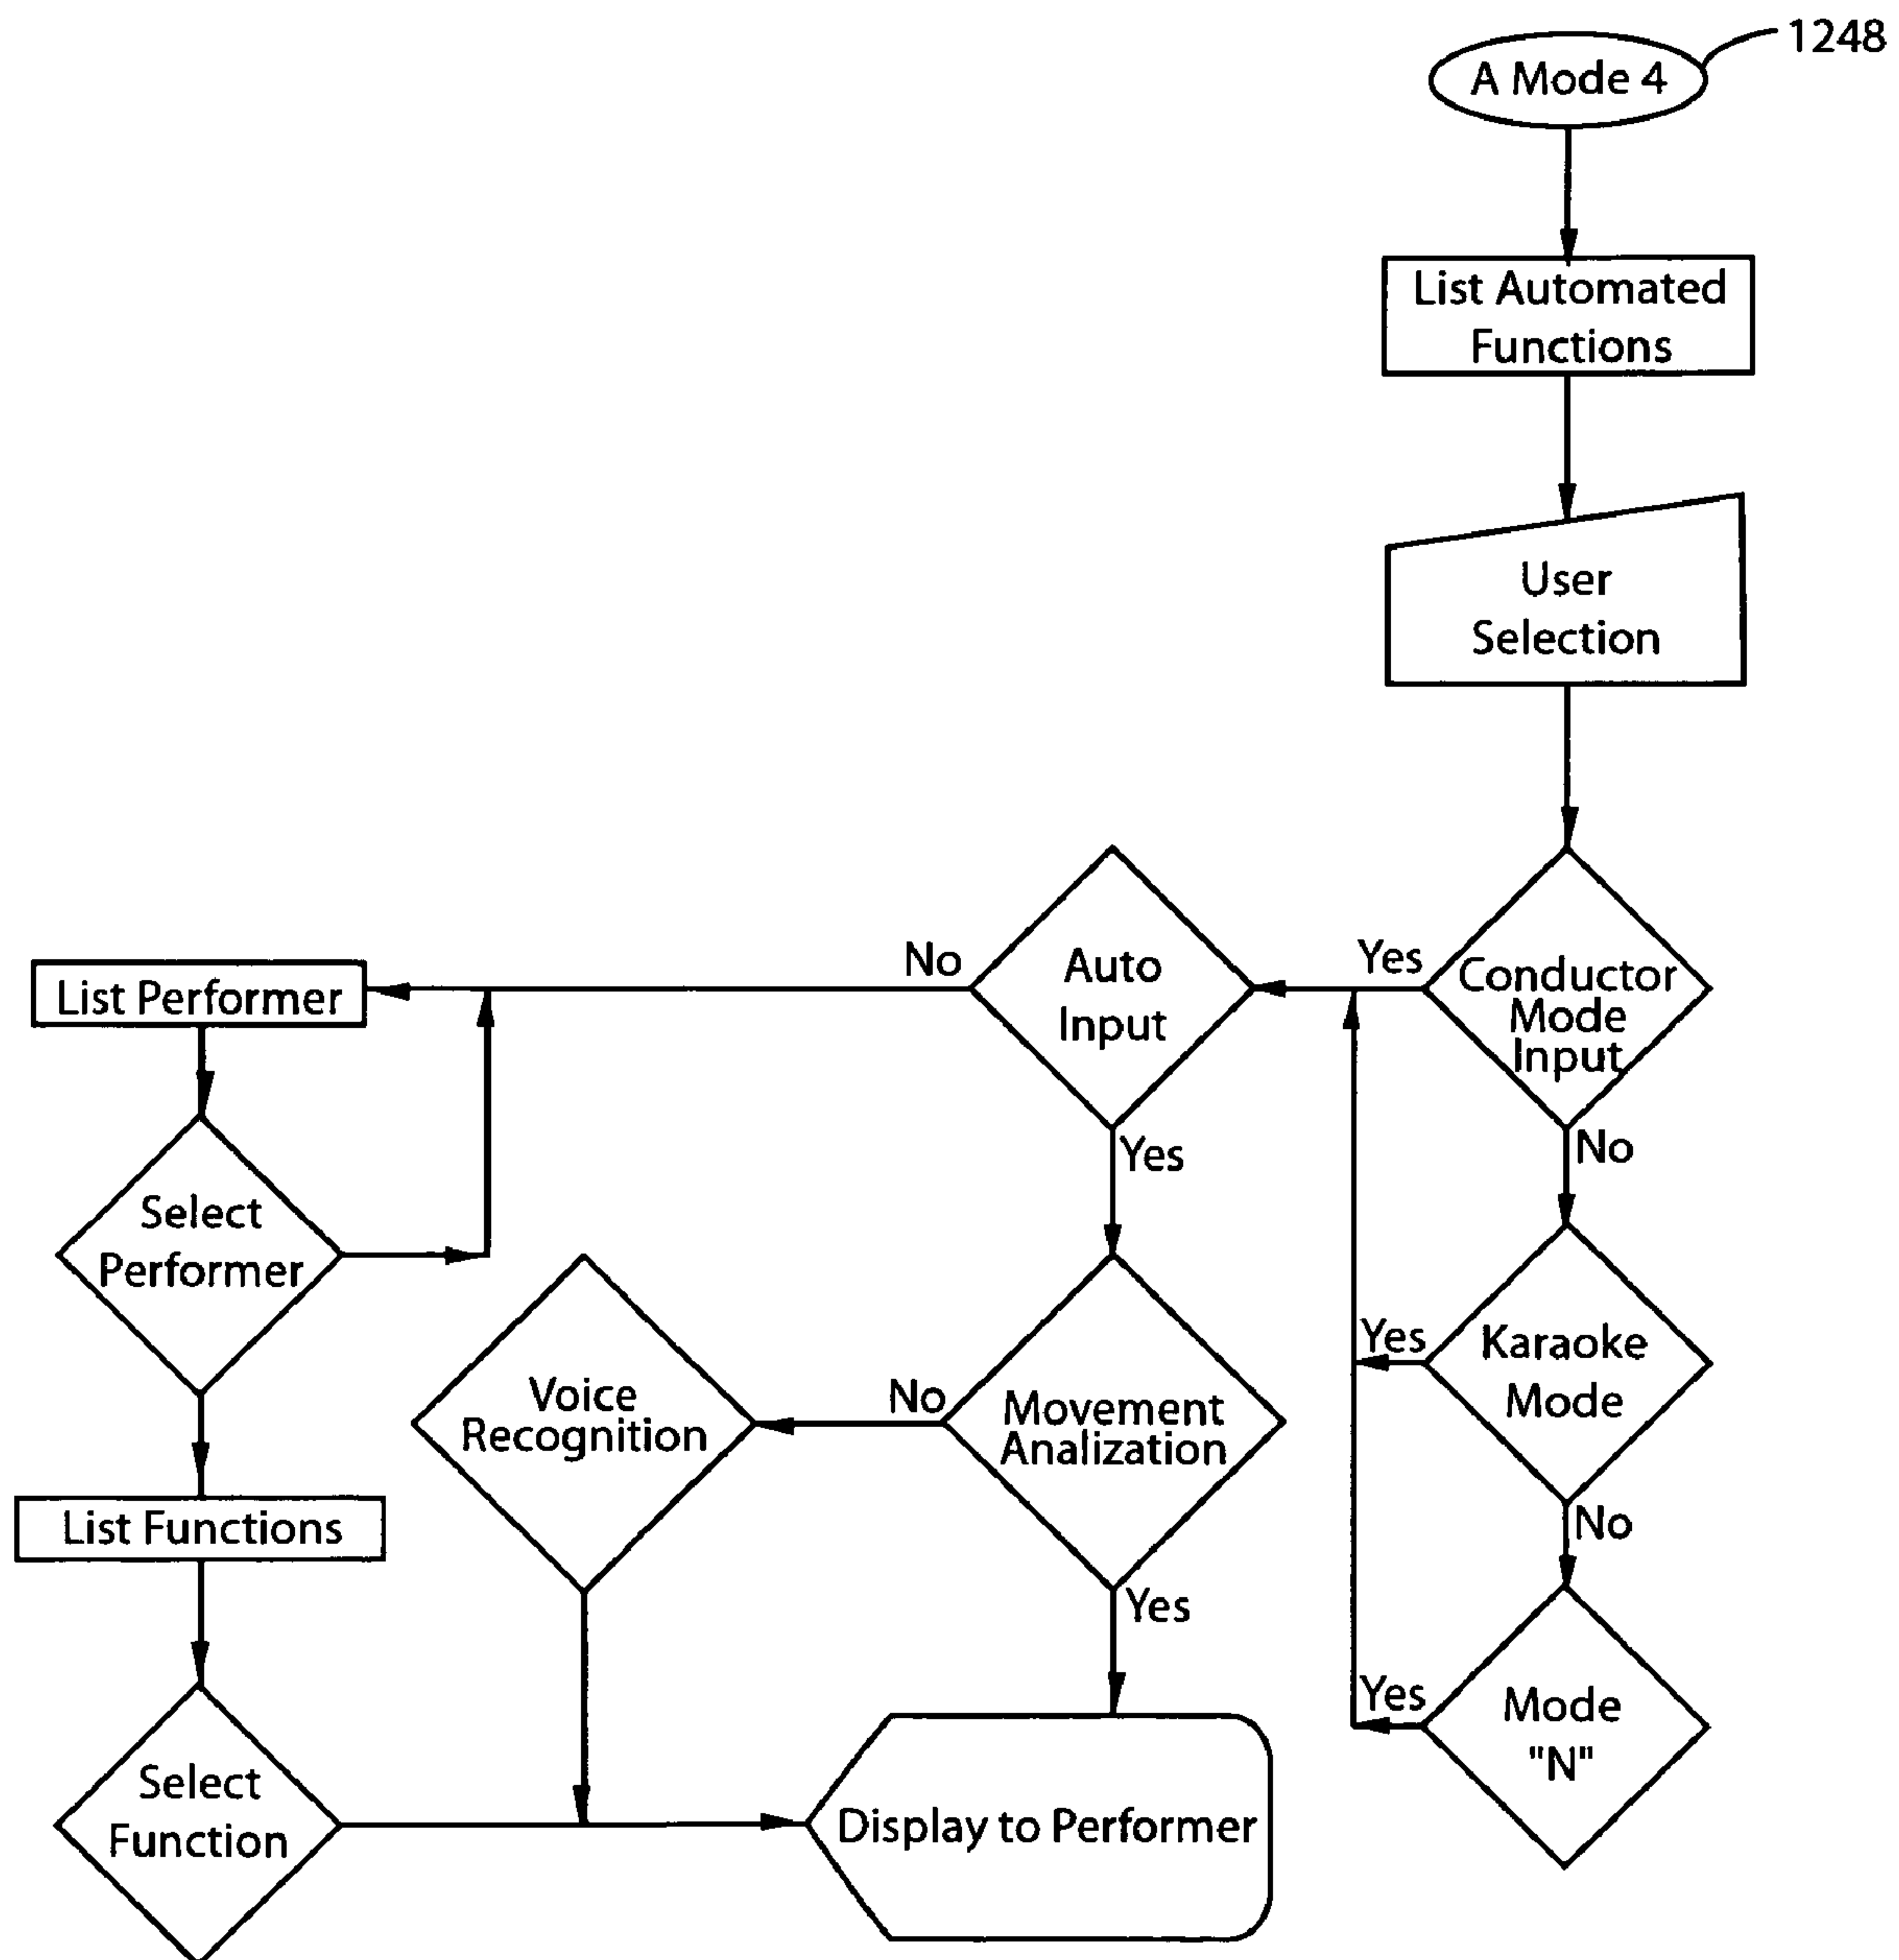 1248
A Mode 4
List Automated
Functions
User
Selection
No
Auto
Input
Yes
Conductor
Mode
Input
List Performer
Yes
No
Select
Performer
Voice
Recognition
No
Movement
Analization
Yes
Karaoke
Mode
List Functions
Yes
No
Select
Function
Display to Performer
Yes
Mode
"N"